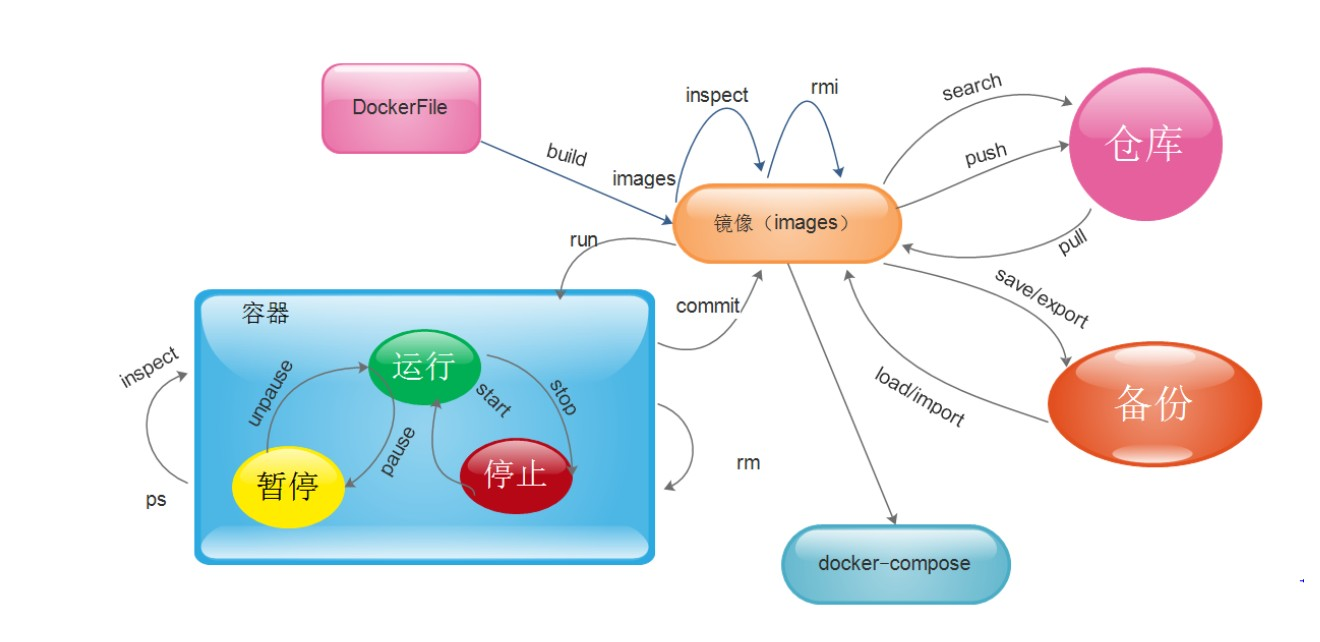 DockerFile
build
images
inspect
rmi
search
push
仓库
pull
镜像（images）
run
commit
save/export
load/import
备份
容器
inspect
ps
unpause
运行
pause
start
stop
暂停
停止
rm
docker-compose